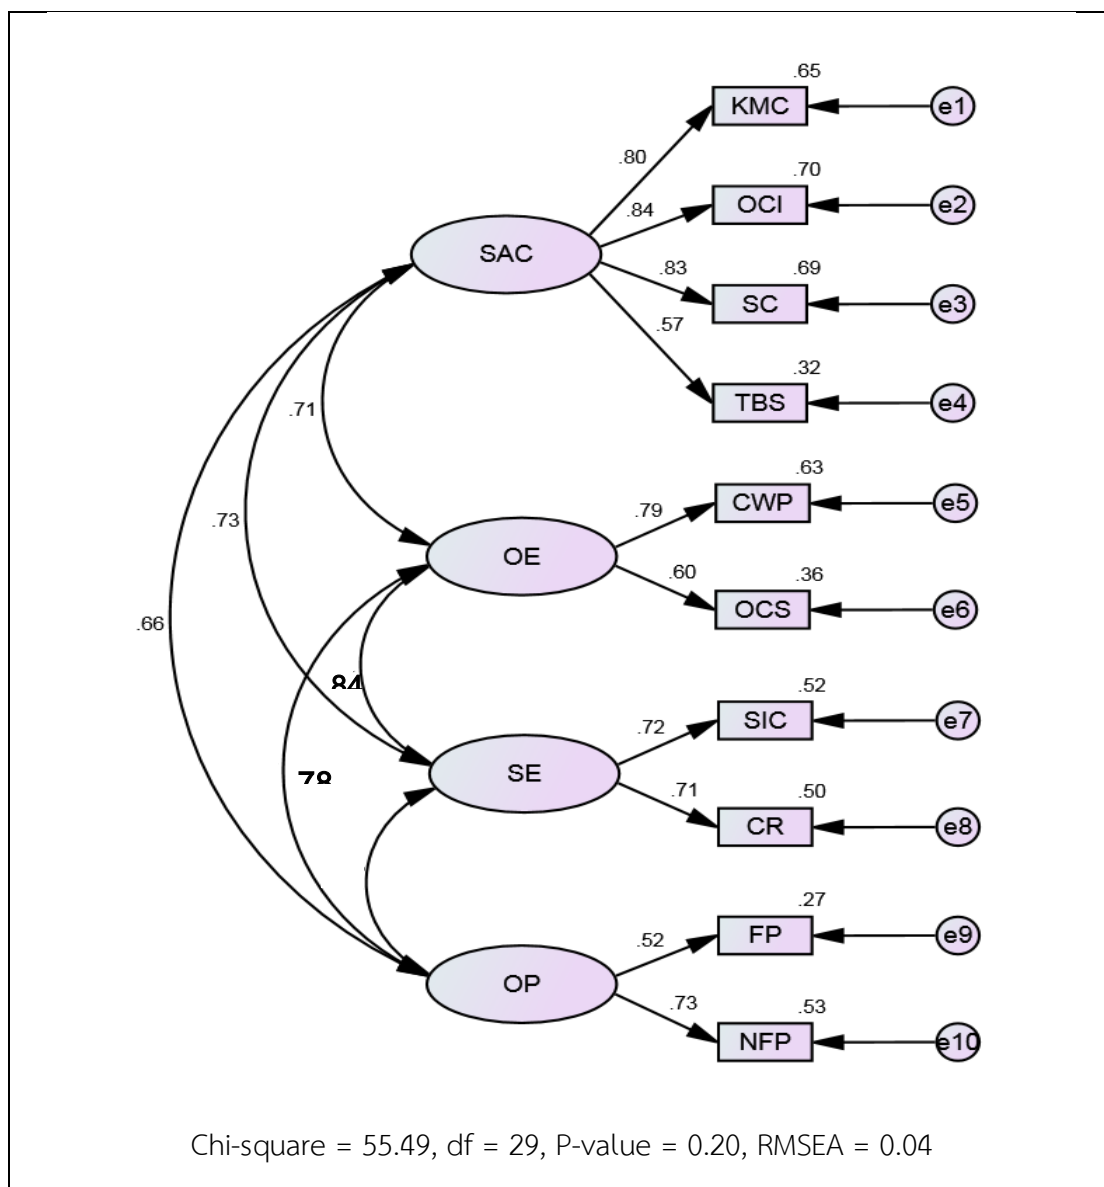 .65
KMC
e1
.80
.70
OCI
e2
.84
SAC
.83
.69
SC
e3
.57
.32
TBS
e4
.71
.63
CWP
e5
.79
.73
OE
.60
.36
OCS
e6
.66
84
.52
SIC
e7
.72
SE
78
.71
.50
CR
e8
.27
FP
e9
.52
OP
.73
.53
NFP
e10
Chi-square = 55.49, df = 29, P-value = 0.20, RMSEA = 0.04